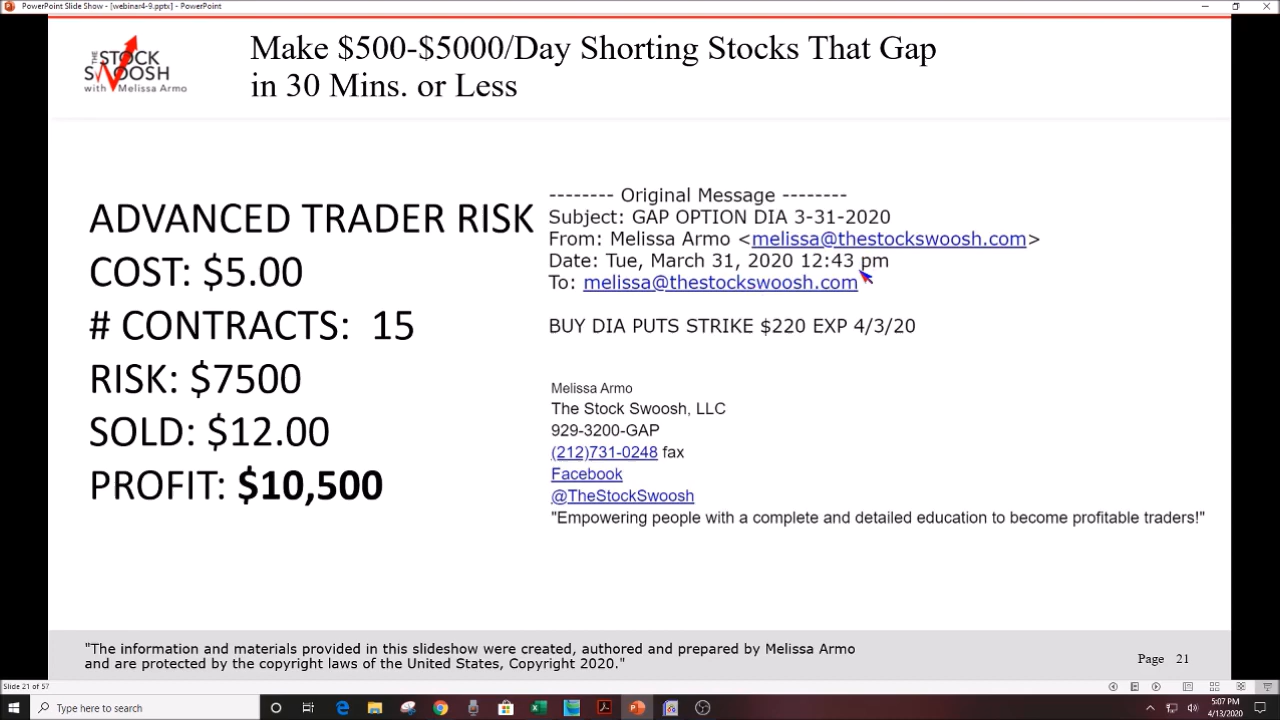 PowerPoint Slide Show - [webinar4-9.pptx] - PowerPoint
THE
STOCK
SWOOSH
with Melissa Armo
Make $500-$5000/Day Shorting Stocks That Gap
in 30 Mins. or Less
ADVANCED TRADER RISK
COST: $5.00
# CONTRACTS: 15
RISK: $7500
SOLD: $12.00
PROFIT: $10,500
-------- Original Message --------
Subject: GAP OPTION DIA 3-31-2020
From: Melissa Armo <melissa@thestockswoosh.com>
Date: Tue, March 31, 2020 12:43 pm
To: melissa@thestockswoosh.com
BUY DIA PUTS STRIKE $220 EXP 4/3/20
Melissa Armo
The Stock Swoosh, LLC
929-3200-GAP
(212)731-0248 fax
Facebook
@TheStockSwoosh
"Empowering people with a complete and detailed education to become profitable traders!"
"The information and materials provided in this slideshow were created, authored and prepared by Melissa Armo
and are protected by the copyright laws of the United States, Copyright 2020."
Page 21
Slide 21 of 57
Type here to search
5:07 PM
4/13/2020